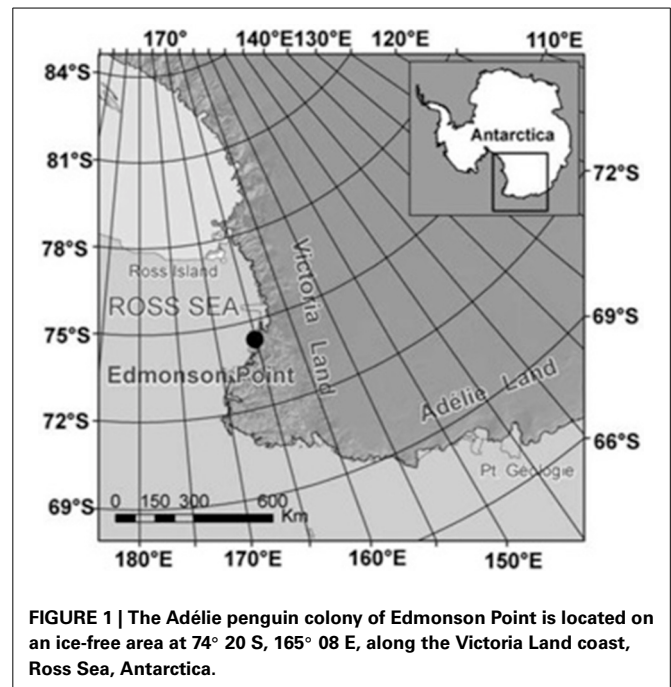 170° 140°E 130°E 120°E 110°E
84°S
81°S
78°S
75°S
72°S
69°S
Antarctica
72°S
69°S
66°S
Ross Island
ROSS SEA
Victoria Land
Edmonson Point
Adélie Land
Pt. Géologie
0 150 300 600
Km
180°E 170°E 160°E 150°E
FIGURE 1 | The Adélie penguin colony of Edmonson Point is located on
an ice-free area at 74° 20 S, 165° 08 E, along the Victoria Land coast,
Ross Sea, Antarctica.